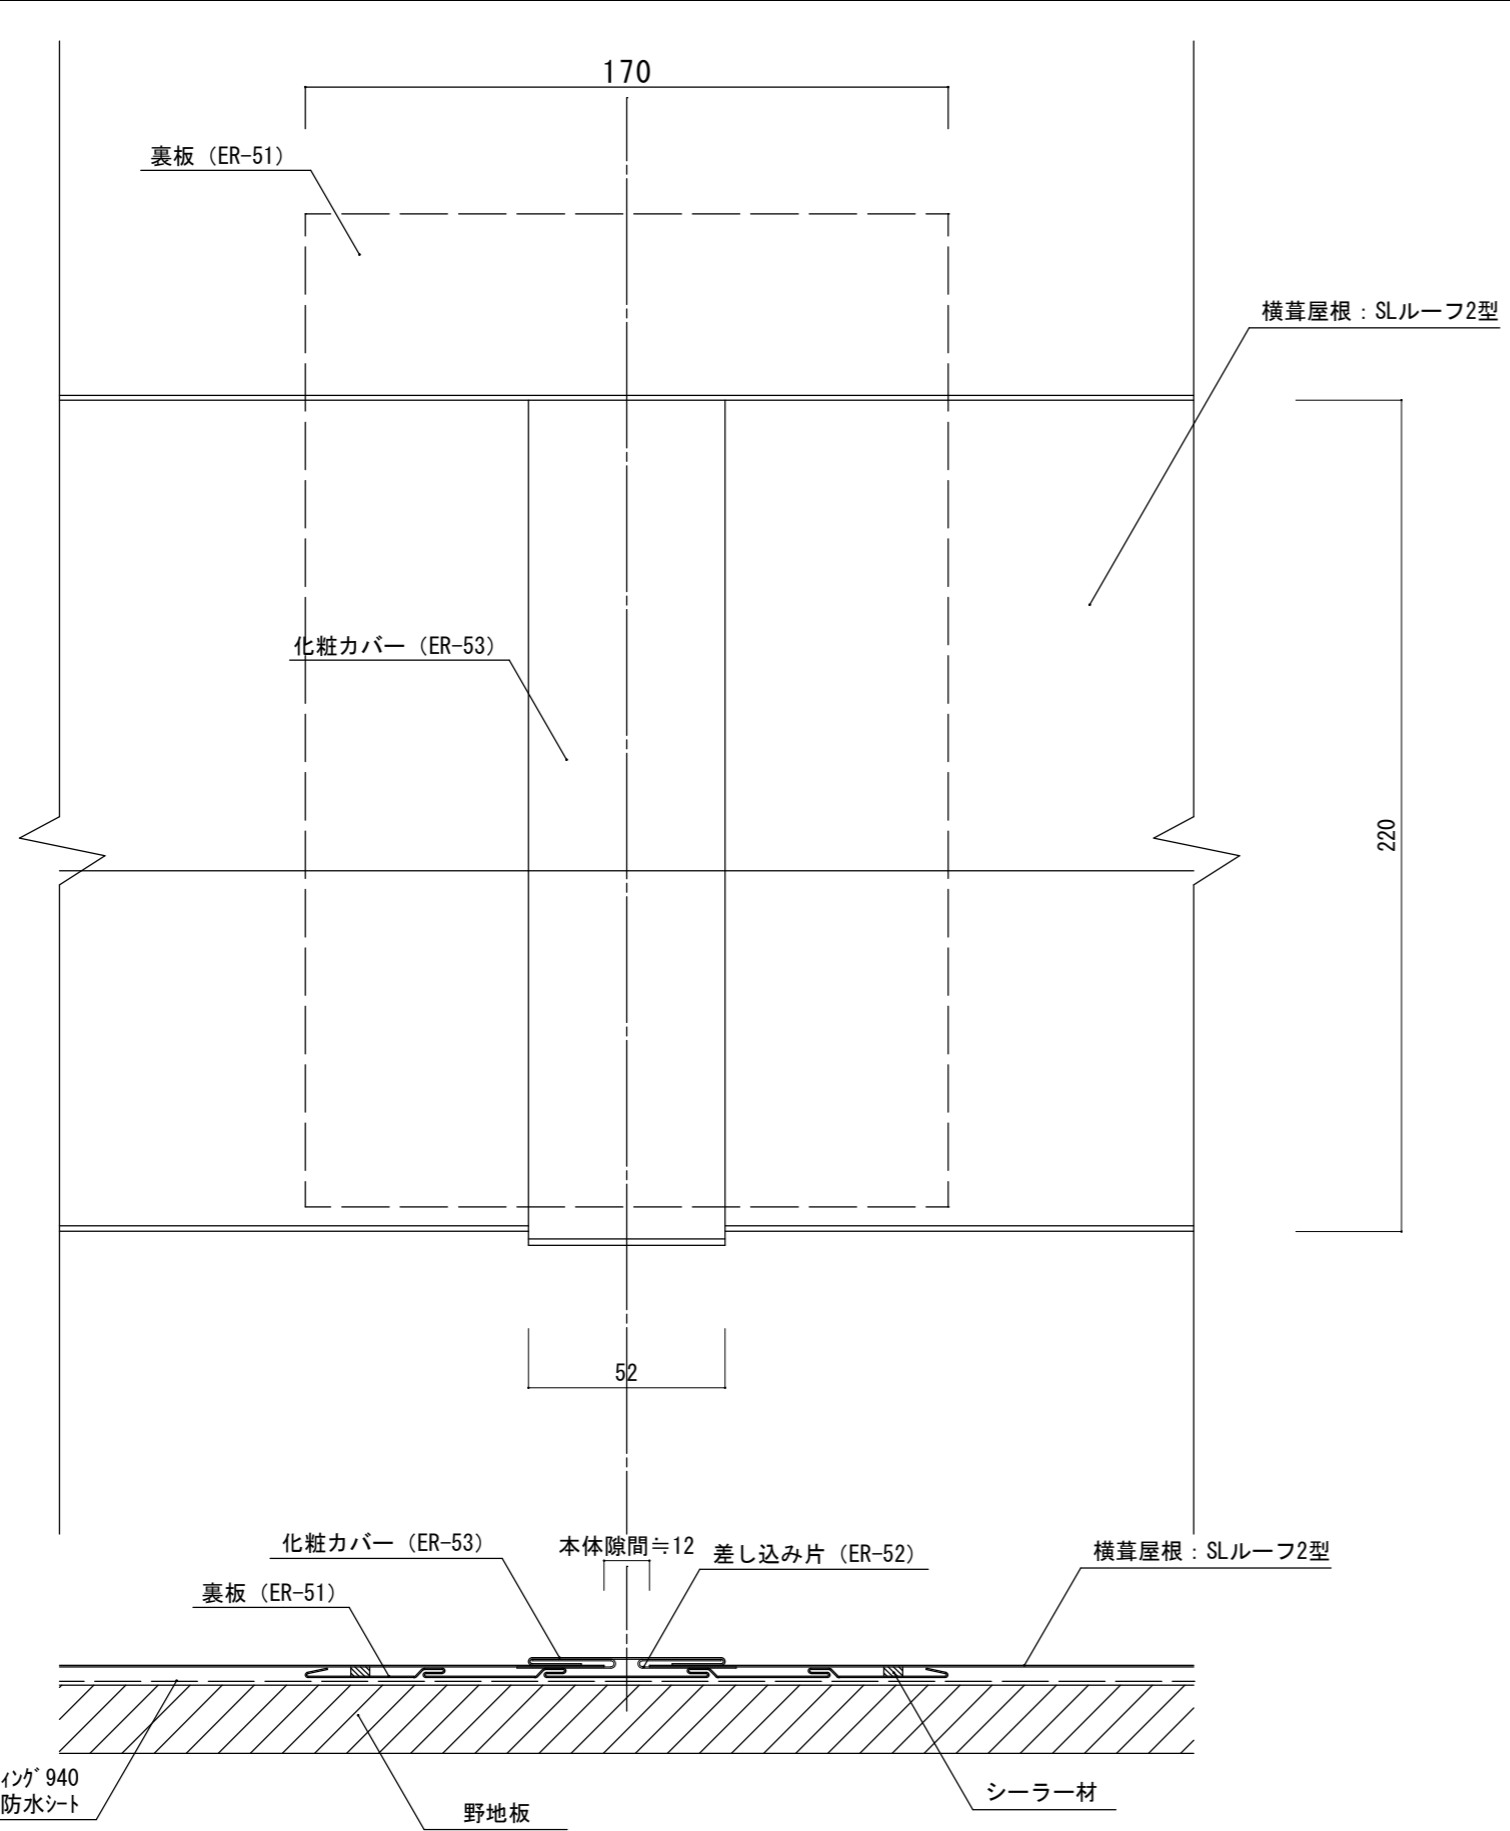 170
裏板（ER-51）
横葺屋根：SLルーフ2型
化粧カバー（ER-53）
220
52
化粧カバー（ER-53）
本体隙間≒12
差し込み片（ER-52）
横葺屋根：SLルーフ2型
裏板（ER-51）
ｨﾝｸﾞ940
防水ｼｰﾄ
野地板
シーラー材